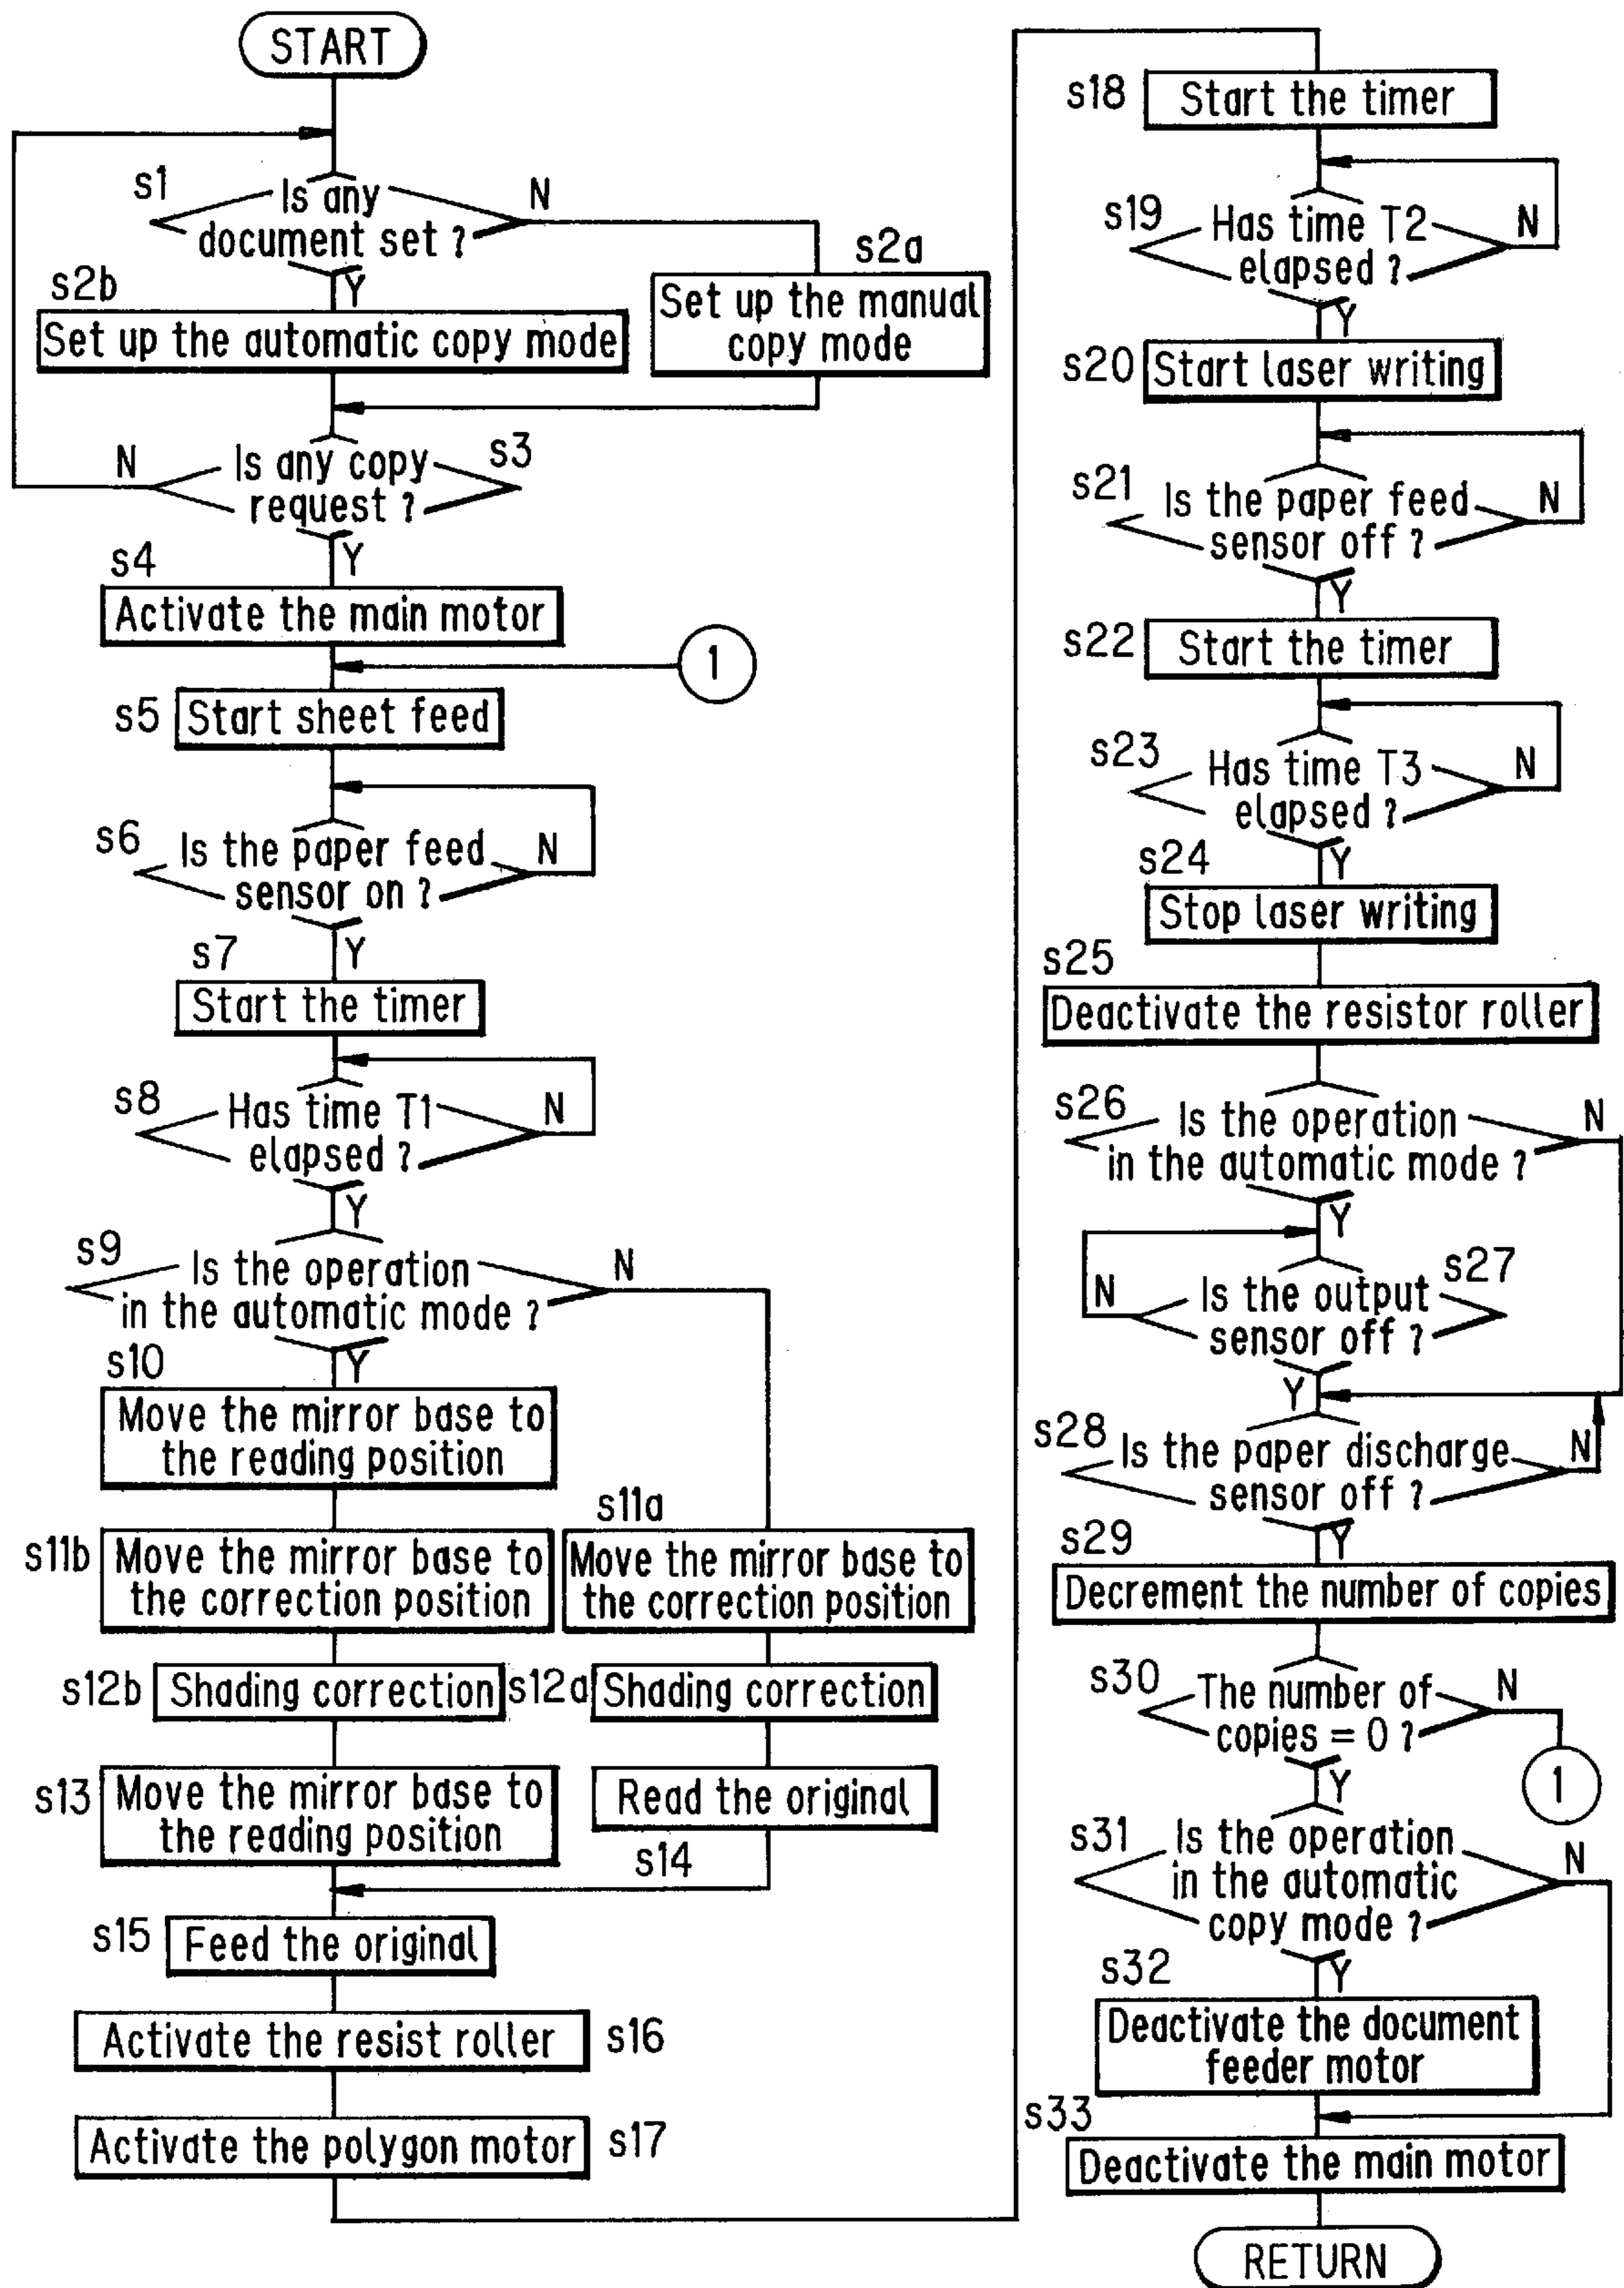 START
s1
Is any
N
document set ?
Y
s2a
Set up the manual
copy mode
s2b
Set up the automatic copy mode
s3
Is any copy
N
request ?
Y
s4
Activate the main motor
1
s5
Start sheet feed
s6
Is the paper feed
N
sensor on ?
Y
s7
Start the timer
s8
Has time T1
N
elapsed ?
Y
s9
Is the operation
N
in the automatic mode ?
Y
s10
Move the mirror base to
the reading position
s11b
Move the mirror base to
the correction position
s11a
Move the mirror base to
the correction position
s12b
Shading correction
s12a
Shading correction
s13
Move the mirror base to
the reading position
Read the original
s14
s15
Feed the original
Activate the resist roller
s16
Activate the polygon motor
s17
s18
Start the timer
s19
Has time T2
N
elapsed ?
Y
s20
Start laser writing
s21
Is the paper feed
N
sensor off ?
Y
s22
Start the timer
s23
Has time T3
N
elapsed ?
Y
s24
Stop laser writing
s25
Deactivate the resistor roller
s26
Is the operation
N
in the automatic mode ?
Y
s27
N
Is the output
sensor off ?
Y
s28
Is the paper discharge
N
sensor off ?
Y
s29
Decrement the number of copies
s30
The number of
N
copies = 0 ?
Y
1
s31
Is the operation
N
in the automatic
copy mode ?
Y
s32
Deactivate the document
feeder motor
s33
Deactivate the main motor
RETURN